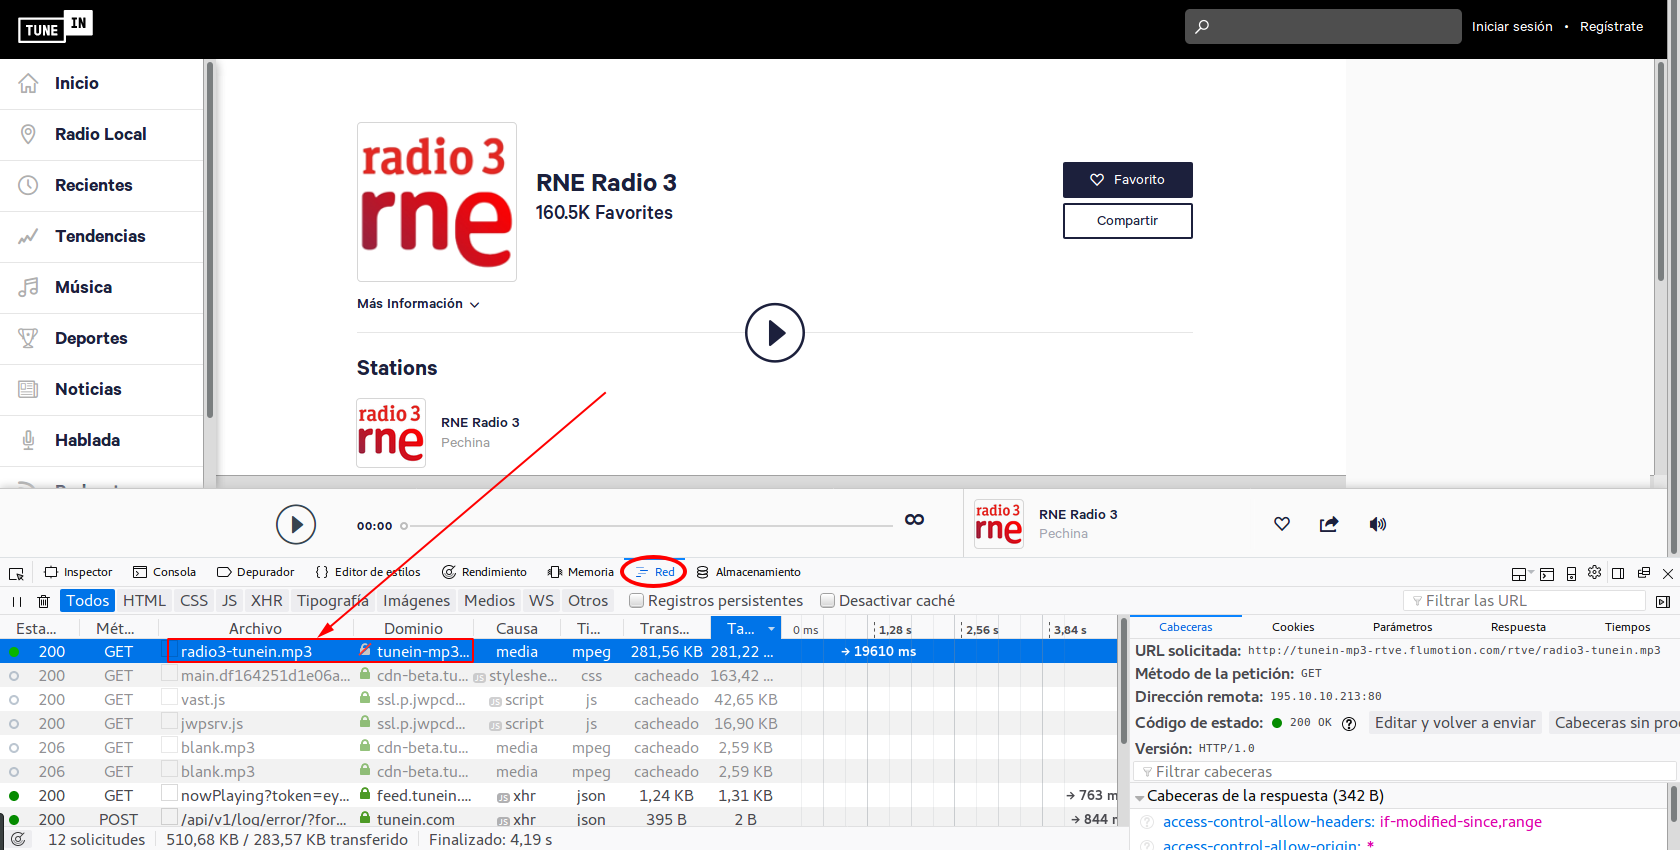 TUNE IN
Iniciar sesión • Regístrate
Inicio
Radio Local
Recientes
Tendencias
Música
Deportes
Noticias
Hablada
radio 3
rne
RNE Radio 3
160.5K Favorites
Favorito
Compartir
Más Información
Stations
radio 3
rne
RNE Radio 3
Pechina
00:00
radio 3
rne
RNE Radio 3
Pechina
Inspector Consola Depurador Editor de estilos Rendimiento Memoria Red Almacenamiento
Todos HTML CSS JS XHR Tipografía Imágenes Medios WS Otros Registros persistentes Desactivar caché Filtrar las URL
Esta... Mét... Archivo Dominio Causa Ti... Trans... Ta... 0 ms 1,28 s 2,56 s 3,84 s
200 GET radio3-tunein.mp3 tunein-mp3... media mpeg 281,56 KB 281,22 ... → 19610 ms
200 GET main.df164251d1e06a... cdn-beta.tu... JS styleshe... css cacheado 163,42 ...
200 GET vast.js ssl.p.jwpcd... JS script js cacheado 42,65 KB
200 GET jwpsrv.js ssl.p.jwpcd... JS script js cacheado 16,90 KB
206 GET blank.mp3 cdn-beta.tu... media mpeg cacheado 2,59 KB
206 GET blank.mp3 cdn-beta.tu... media mpeg cacheado 2,59 KB
200 GET nowPlaying?token=ey... feed.tunein.... JS xhr json 1,24 KB 1,31 KB → 763 m
200 POST /api/v1/log/error/?for... tunein.com JS xhr json 395 B 2 B → 844 m
12 solicitudes 510,68 KB / 283,57 KB transferido Finalizado: 4,19 s
Cabeceras Cookies Parámetros Respuesta Tiempos
URL solicitada: http://tunein-mp3-rtve.flumotion.com/rtve/radio3-tunein.mp3
Método de la petición: GET
Dirección remota: 195.10.10.213:80
Código de estado: 200 OK ? Editar y volver a enviar Cabeceras sin pro
Versión: HTTP/1.0
Filtrar cabeceras
Cabeceras de la respuesta (342 B)
access-control-allow-headers: if-modified-since,range
access-control-allow-origin: *